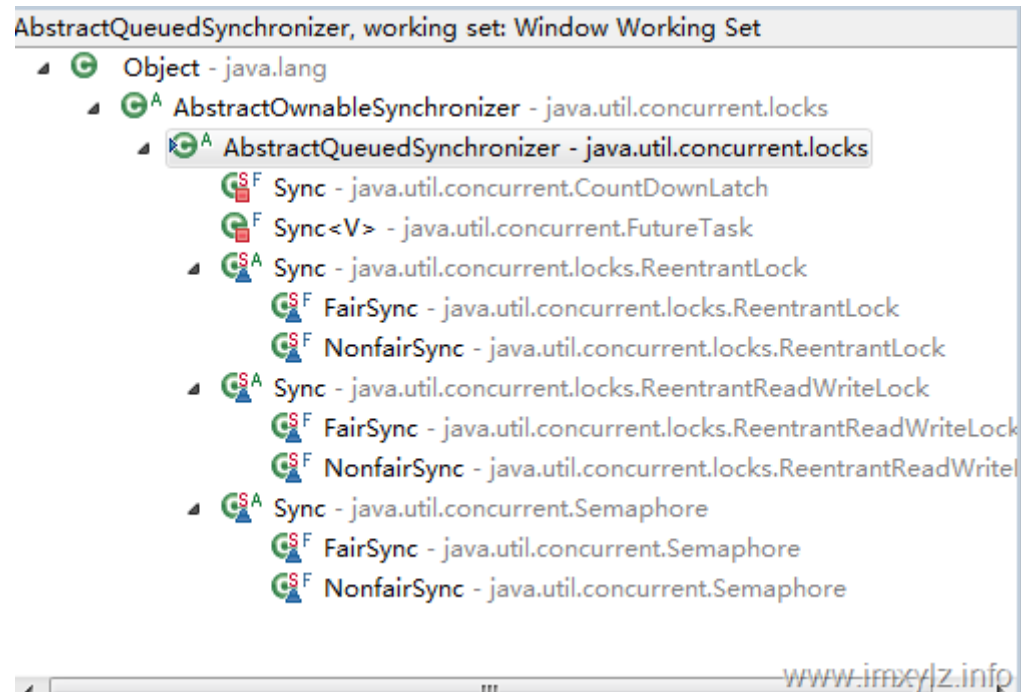 AbstractQueuedSynchronizer, working set: Window Working Set
Object - java.lang
AbstractOwnableSynchronizer - java.util.concurrent.locks
AbstractQueuedSynchronizer - java.util.concurrent.locks
Sync - java.util.concurrent.CountDownLatch
Sync<V> - java.util.concurrent.FutureTask
Sync - java.util.concurrent.locks.ReentrantLock
FairSync - java.util.concurrent.locks.ReentrantLock
NonfairSync - java.util.concurrent.locks.ReentrantLock
Sync - java.util.concurrent.locks.ReentrantReadWriteLock
FairSync - java.util.concurrent.locks.ReentrantReadWriteLock
NonfairSync - java.util.concurrent.locks.ReentrantReadWriteL
Sync - java.util.concurrent.Semaphore
FairSync - java.util.concurrent.Semaphore
NonfairSync - java.util.concurrent.Semaphore
www.imxylz.info